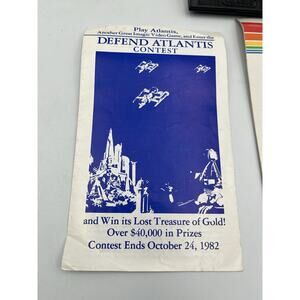 Play Atlantis,
Another Great Imagic Video Game, and Enter the
DEFEND ATLANTIS
CONTEST
and Win its Lost Treasure of Gold!
Over $40,000 in Prizes
Contest Ends October 24, 1982